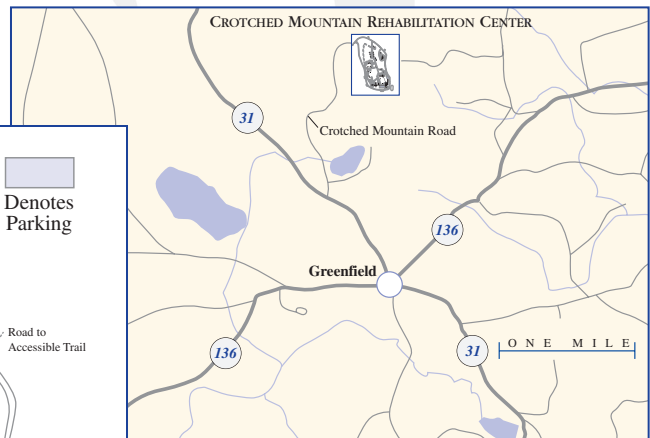 CROTCHED MOUNTAIN REHABILITATION CENTER
31
Crotched Mountain Road
Denotes
Parking
136
Greenfield
Road to
Accessible Trail
136
31
ONE MILE